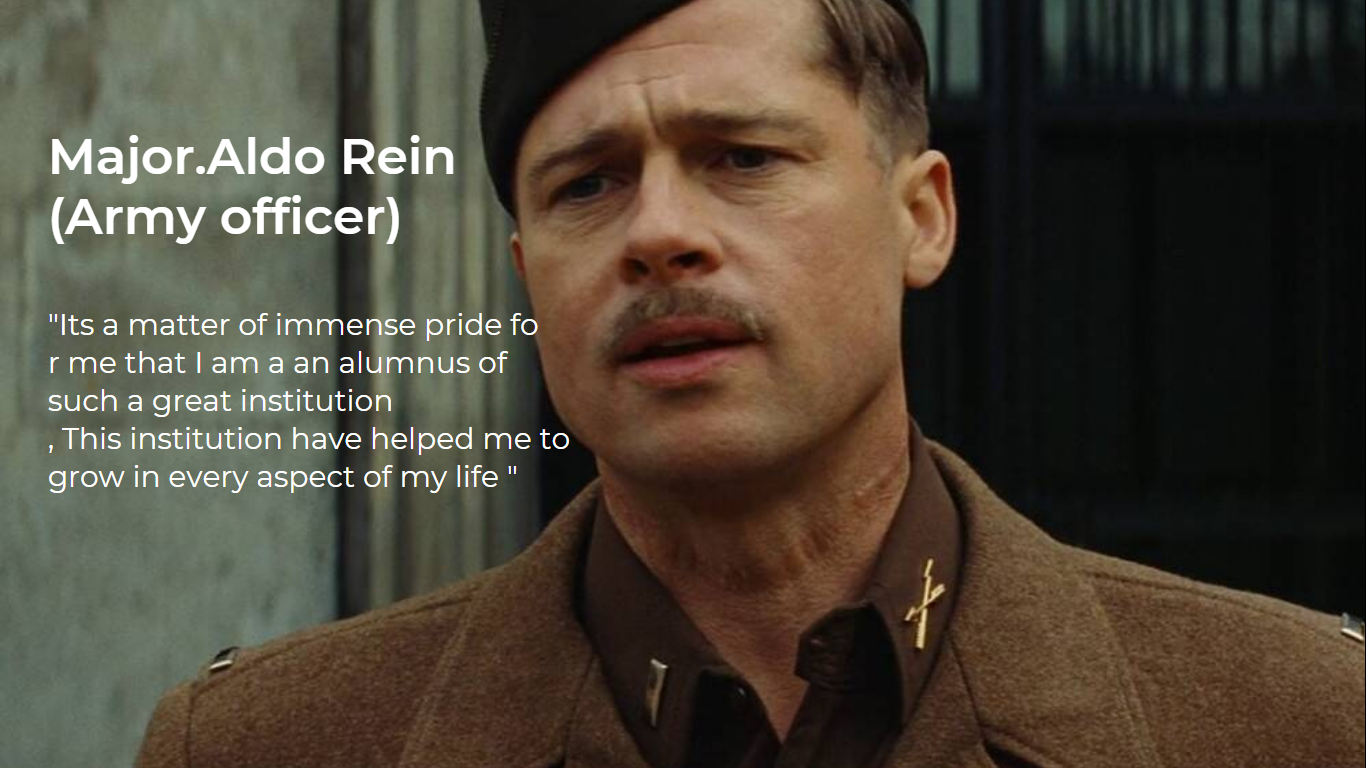 Major.Aldo Rein
(Army officer)
"Its a matter of immense pride fo
r me that I am a an alumnus of
such a great institution
, This institution have helped me to
grow in every aspect of my life "